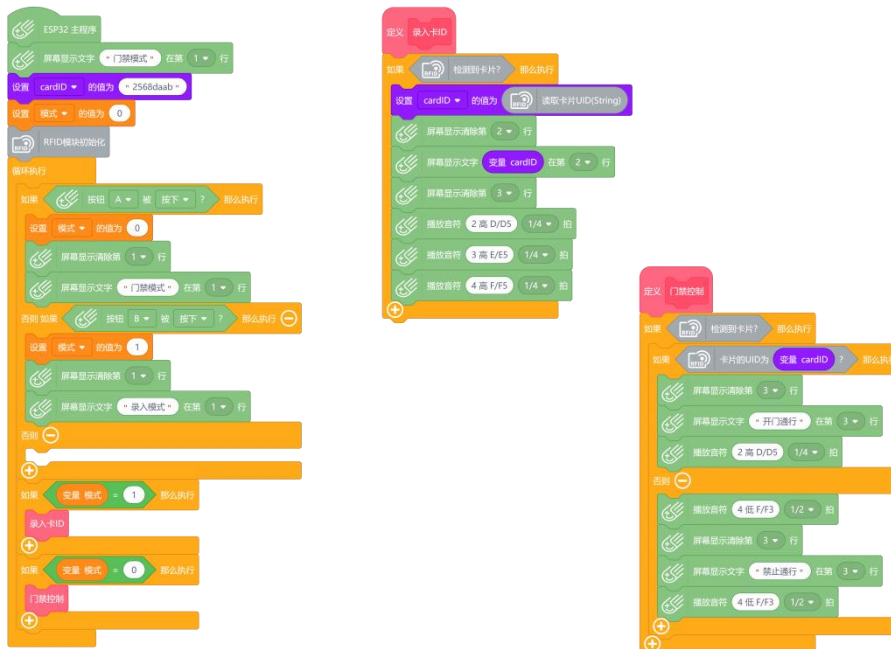 ESP32 主程序
屏幕显示文字 "门禁模式" 在第 1 行
设置 cardID 的值为 "2568daab"
设置 模式 的值为 0
RFID RFID模块初始化
循环执行
如果 按钮 A 被 按下 ? 那么执行
设置 模式 的值为 0
屏幕显示清除第 1 行
屏幕显示文字 "门禁模式" 在第 1 行
否则 如果 按钮 B 被 按下 ? 那么执行
设置 模式 的值为 1
屏幕显示清除第 1 行
屏幕显示文字 "录入模式" 在第 1 行
否则
如果 变量 模式 = 1 那么执行
录入卡ID
如果 变量 模式 = 0 那么执行
门禁控制
定义 录入卡ID
如果 RFID 检测到卡片? 那么执行
设置 cardID 的值为 RFID 读取卡片UID(String)
屏幕显示清除第 2 行
屏幕显示文字 变量 cardID 在第 2 行
屏幕显示清除第 3 行
播放音符 2 高 D/D5 1/4 拍
播放音符 3 高 E/E5 1/4 拍
播放音符 4 高 F/F5 1/4 拍
定义 门禁控制
如果 RFID 检测到卡片? 那么执行
如果 RFID 卡片的UID为 变量 cardID ? 那么执行
屏幕显示清除第 3 行
屏幕显示文字 "开门通行" 在第 3 行
播放音符 2 高 D/D5 1/4 拍
否则
播放音符 4 低 F/F3 1/2 拍
屏幕显示清除第 3 行
屏幕显示文字 "禁止通行" 在第 3 行
播放音符 4 低 F/F3 1/2 拍